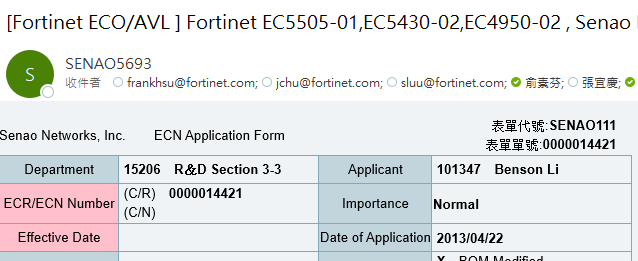 [Fortinet ECO/AVL ] Fortinet EC5505-01,EC5430-02,EC4950-02 , Senao
S
SENAO5693
收件者 frankhsu@fortinet.com; jchu@fortinet.com; sluu@fortinet.com; 俞素芬; 張宜慶;
表單代號:SENAO111
Senao Networks, Inc. ECN Application Form
表單單號:0000014421
Department 15206 R&D Section 3-3 Applicant 101347 Benson Li
ECR/ECN Number (C/R) 0000014421 Importance Normal
(C/N)
Effective Date Date of Application 2013/04/22